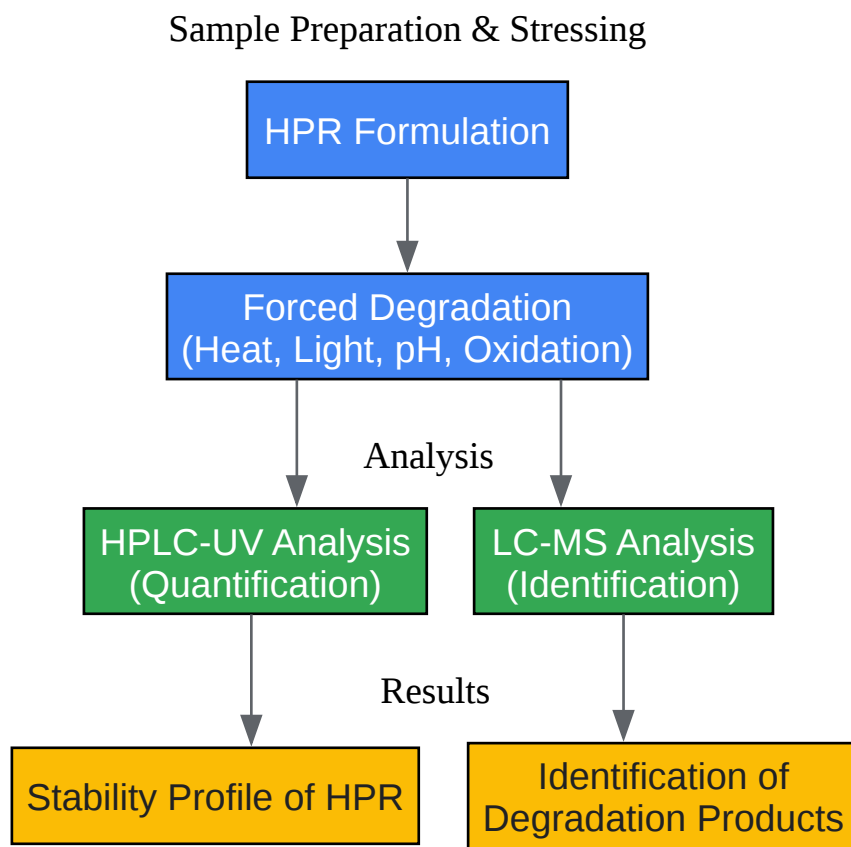 Sample Preparation & Stressing
HPR Formulation
Forced Degradation
(Heat, Light, pH, Oxidation)
Analysis
HPLC-UV Analysis
(Quantification)
LC-MS Analysis
(Identification)
Results
Stability Profile of HPR
Identification of
Degradation Products